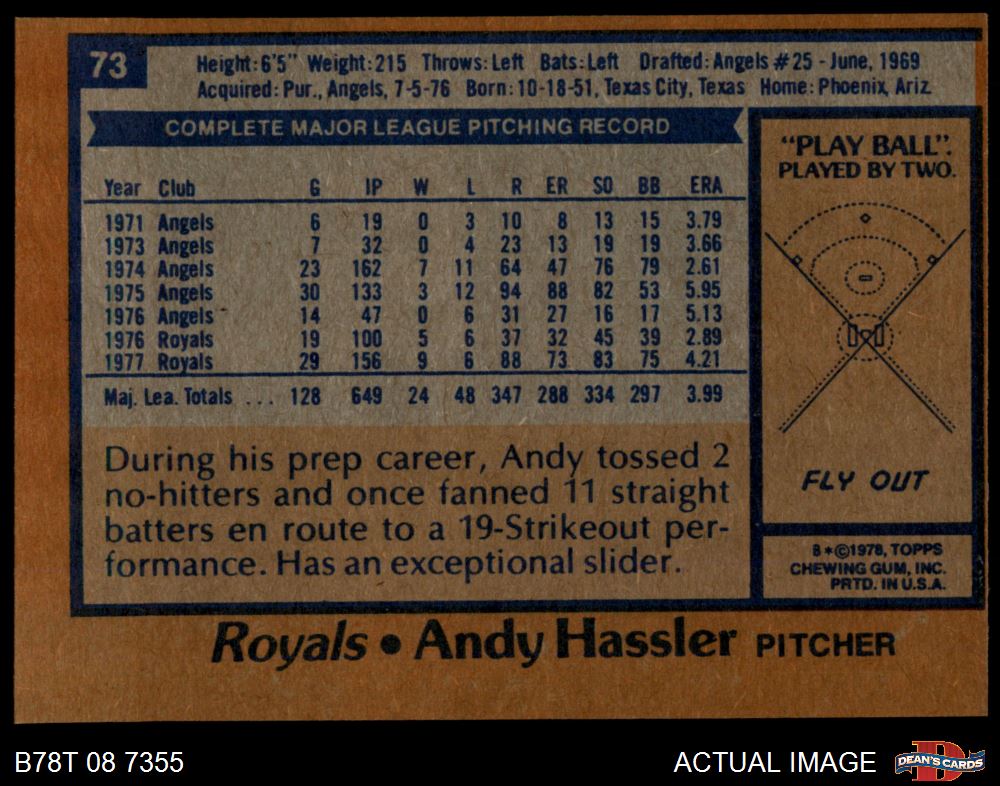 73
Height: 6'5" Weight: 215 Throws: Left Bats: Left Drafted: Angels #25 - June, 1969
Acquired: Pur., Angels, 7-5-76 Born: 10-18-51, Texas City, Texas Home: Phoenix, Ariz.
COMPLETE MAJOR LEAGUE PITCHING RECORD
Year Club G IP W L R ER SO BB ERA
1971 Angels 6 19 0 3 10 8 13 15 3.79
1973 Angels 7 32 0 4 23 13 19 19 3.66
1974 Angels 23 162 7 11 64 47 76 79 2.61
1975 Angels 30 133 3 12 94 88 82 53 5.95
1976 Angels 14 47 0 6 31 27 16 17 5.13
1976 Royals 19 100 5 6 37 32 45 39 2.89
1977 Royals 29 156 9 6 88 73 83 75 4.21
Maj. Lea. Totals ... 128 649 24 48 347 288 334 297 3.99
During his prep career, Andy tossed 2
no-hitters and once fanned 11 straight
batters en route to a 19-Strikeout per-
formance. Has an exceptional slider.
"PLAY BALL".
PLAYED BY TWO.
FLY OUT
B*©1978, TOPPS
CHEWING GUM, INC.
PRTD. IN U.S.A.
Royals • Andy Hassler PITCHER
B78T 08 7355
ACTUAL IMAGE
D
DEAN'S CARDS